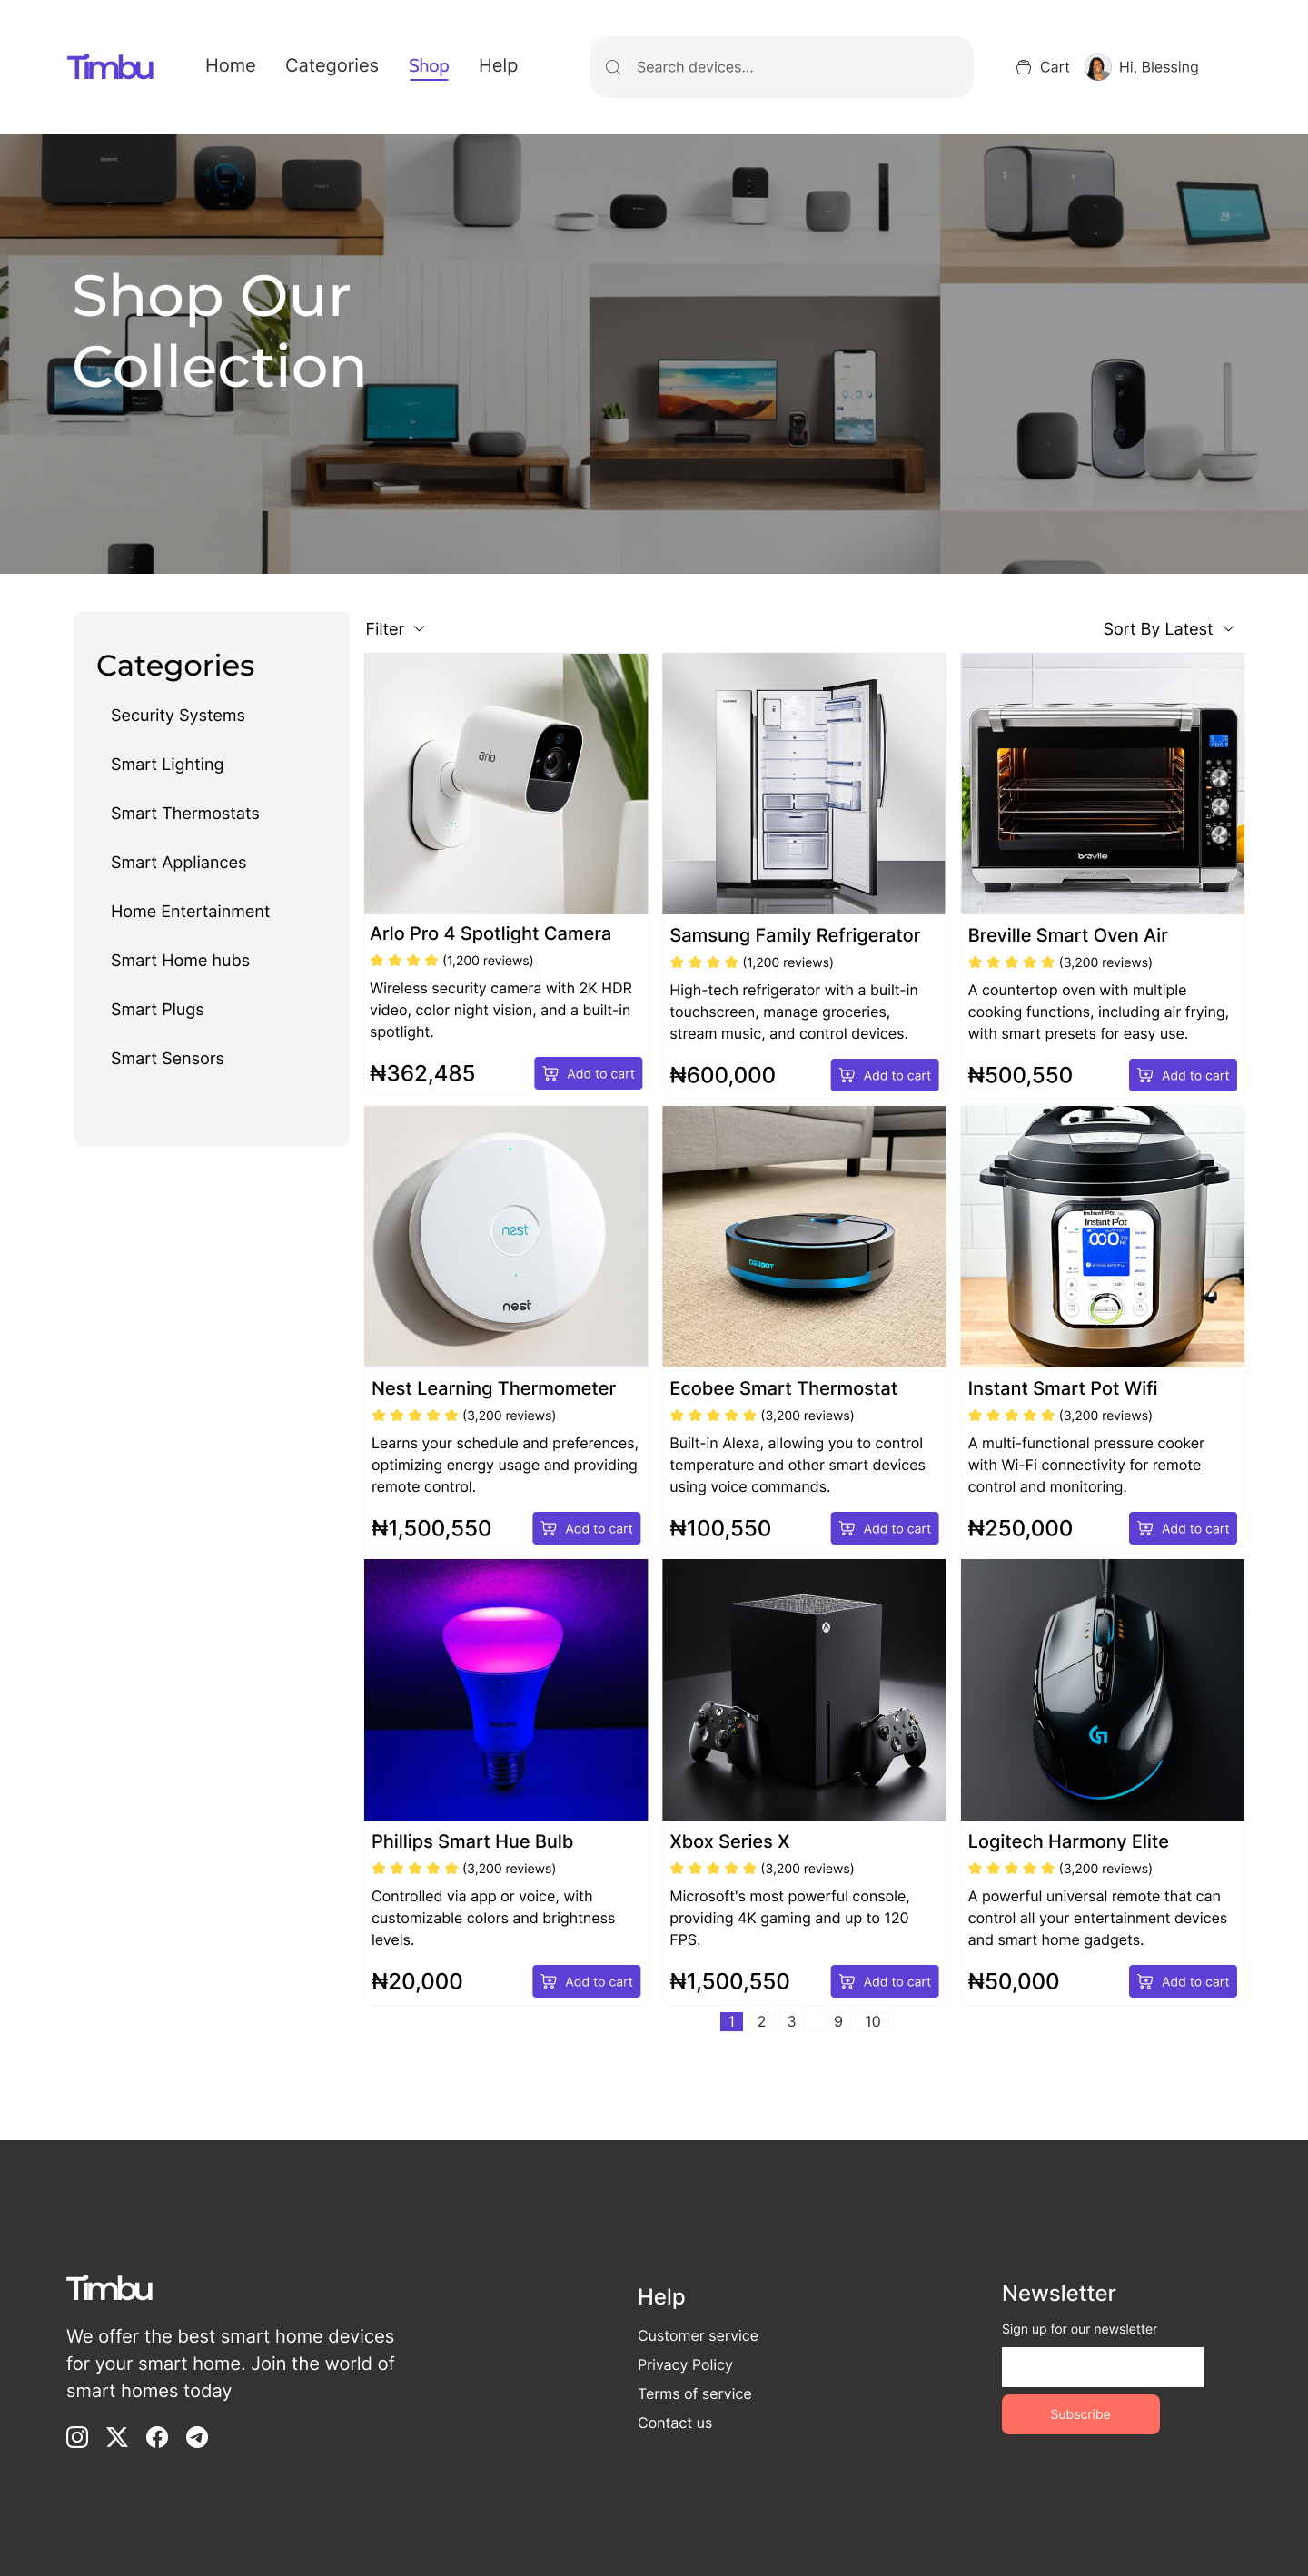 Timbu
Home
Categories
Shop
Help
Search devices...
Cart
Hi, Blessing
Shop Our
Collection
Categories
Security Systems
Smart Lighting
Smart Thermostats
Smart Appliances
Home Entertainment
Smart Home hubs
Smart Plugs
Smart Sensors
Filter
Sort By Latest
arlo
Arlo Pro 4 Spotlight Camera
(1,200 reviews)
Wireless security camera with 2K HDR
video, color night vision, and a built-in
spotlight.
₦362,485
Add to cart
Samsung Family Refrigerator
(1,200 reviews)
High-tech refrigerator with a built-in
touchscreen, manage groceries,
stream music, and control devices.
₦600,000
Add to cart
Breville Smart Oven Air
(3,200 reviews)
A countertop oven with multiple
cooking functions, including air frying,
with smart presets for easy use.
₦500,550
Add to cart
nest
nest
Nest Learning Thermometer
(3,200 reviews)
Learns your schedule and preferences,
optimizing energy usage and providing
remote control.
₦1,500,550
Add to cart
Ecobee Smart Thermostat
(3,200 reviews)
Built-in Alexa, allowing you to control
temperature and other smart devices
using voice commands.
₦100,550
Add to cart
Instant Pot
Instant Smart Pot Wifi
(3,200 reviews)
A multi-functional pressure cooker
with Wi-Fi connectivity for remote
control and monitoring.
₦250,000
Add to cart
Phillips Smart Hue Bulb
(3,200 reviews)
Controlled via app or voice, with
customizable colors and brightness
levels.
₦20,000
Add to cart
Xbox Series X
(3,200 reviews)
Microsoft's most powerful console,
providing 4K gaming and up to 120
FPS.
₦1,500,550
Add to cart
Logitech Harmony Elite
(3,200 reviews)
A powerful universal remote that can
control all your entertainment devices
and smart home gadgets.
₦50,000
Add to cart
1 2 3 ... 9 10
Timbu
We offer the best smart home devices
for your smart home. Join the world of
smart homes today
Help
Customer service
Privacy Policy
Terms of service
Contact us
Newsletter
Sign up for our newsletter
Subscribe